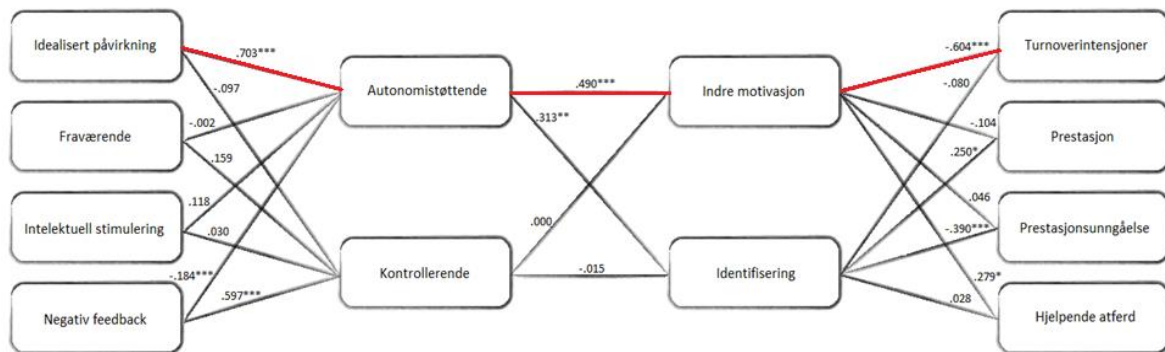 Idealisert påvirkning
Fraværende
Intelektuell stimulering
Negativ feedback
.703***
-.097
-.002
.159
.118
.030
-.184***
.597***
Autonomistøttende
Kontrollerende
.490***
.313**
.000
-.015
Indre motivasjon
Identifisering
-.604***
-.080
-.104
.250*
.046
-.390***
.279*
.028
Turnoverintensjoner
Prestasjon
Prestasjonsunngåelse
Hjelpende atferd